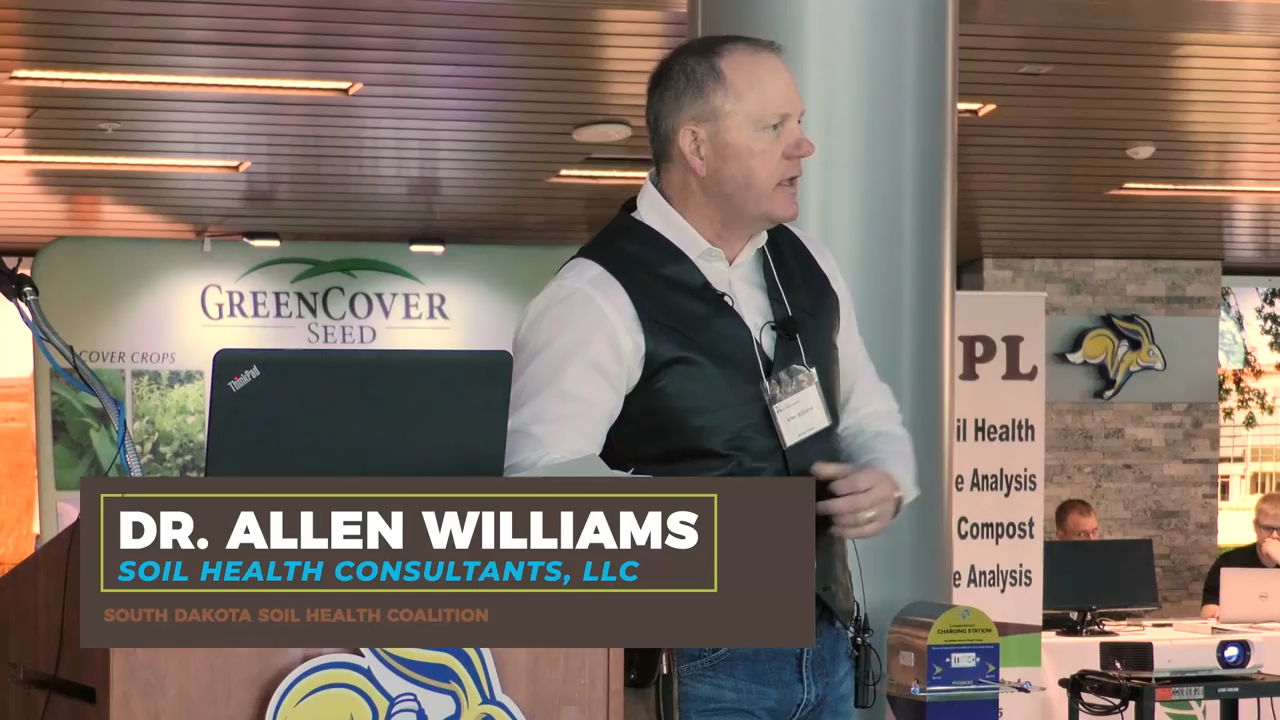 GREENCOVER
SEED
COVER CROPS
ThinkPad
PL
il Health
e Analysis
Compost
e Analysis
CHARGING STATION
DR. ALLEN WILLIAMS
SOIL HEALTH CONSULTANTS, LLC
SOUTH DAKOTA SOIL HEALTH COALITION